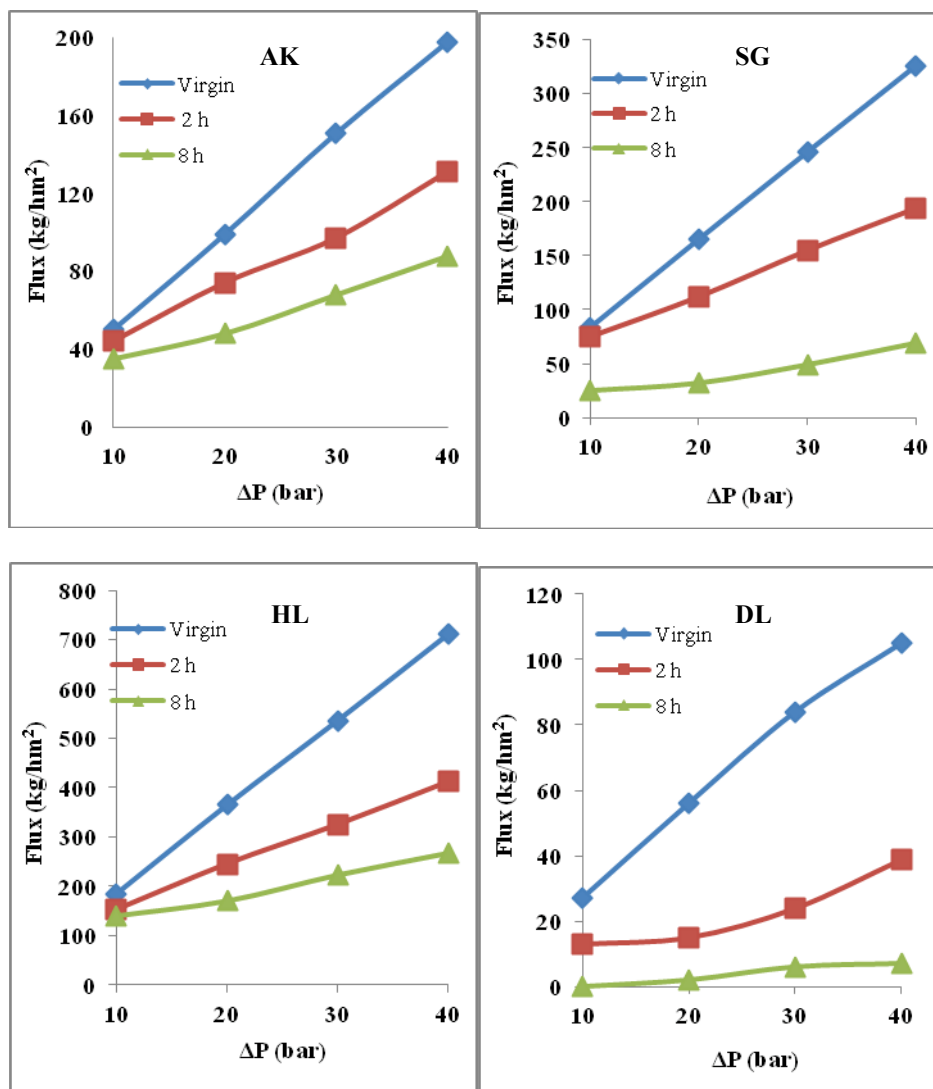 AK
Flux (kg/hm²)
200
160
120
80
40
0
Virgin
2 h
8 h
10 20 30 40
ΔP (bar)
SG
Flux (kg/hm²)
350
300
250
200
150
100
50
0
Virgin
2 h
8 h
10 20 30 40
ΔP (bar)
HL
Flux (kg/hm²)
800
700
600
500
400
300
200
100
0
Virgin
2 h
8 h
10 20 30 40
ΔP (bar)
DL
Flux (kg/hm²)
120
100
80
60
40
20
0
Virgin
2 h
8 h
10 20 30 40
ΔP (bar)